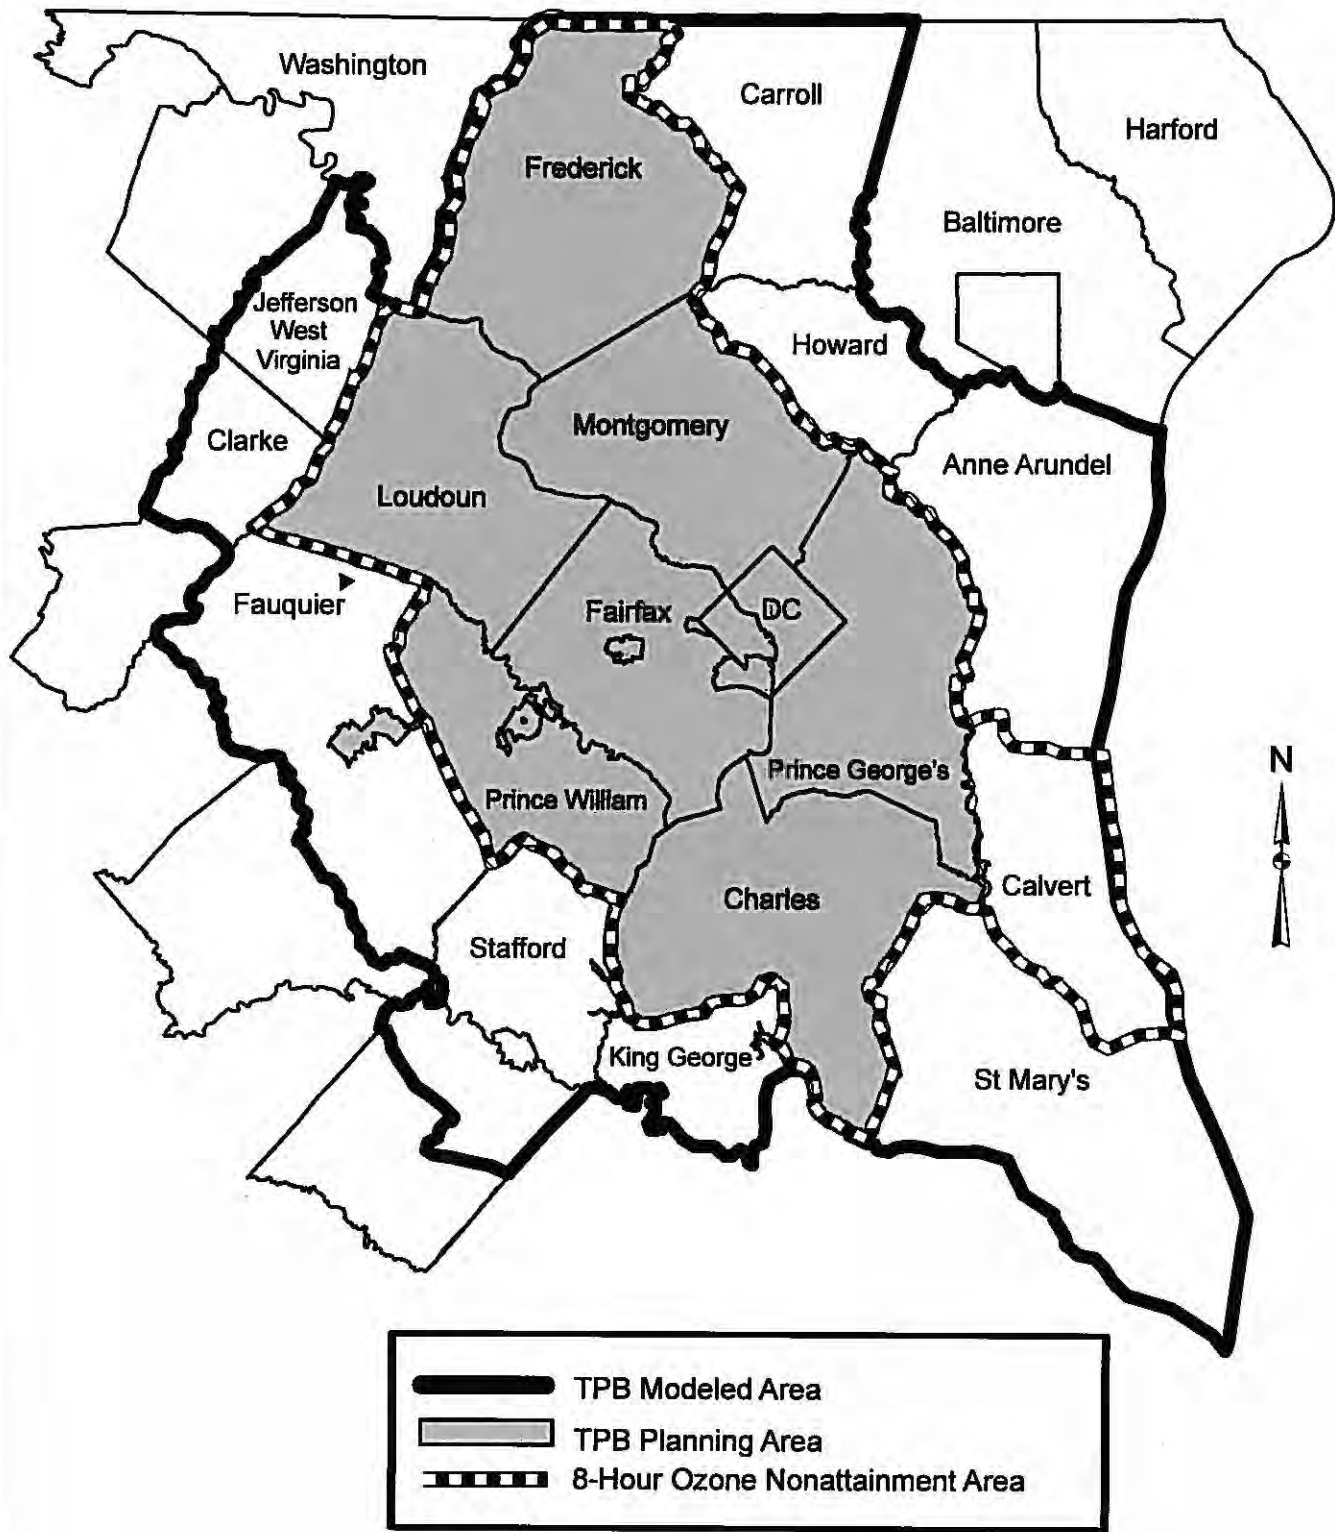 Washington
Carroll
Harford
Frederick
Baltimore
Jefferson
West
Virginia
Howard
Clarke
Montgomery
Anne Arundel
Loudoun
Fauquier
Fairfax
DC
N
Prince George's
Prince William
Calvert
Charles
Stafford
King George
St Mary's
TPB Modeled Area
TPB Planning Area
8-Hour Ozone Nonattainment Area